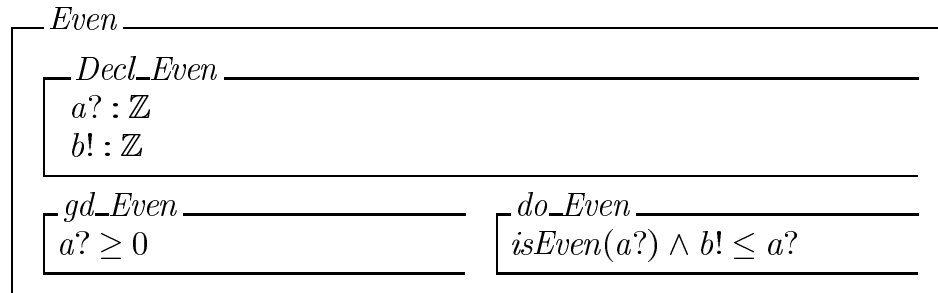 Even
Decl_Even
a? : ℤ
b! : ℤ
gd_Even
a? ≥ 0
do_Even
isEven(a?) ∧ b! ≤ a?